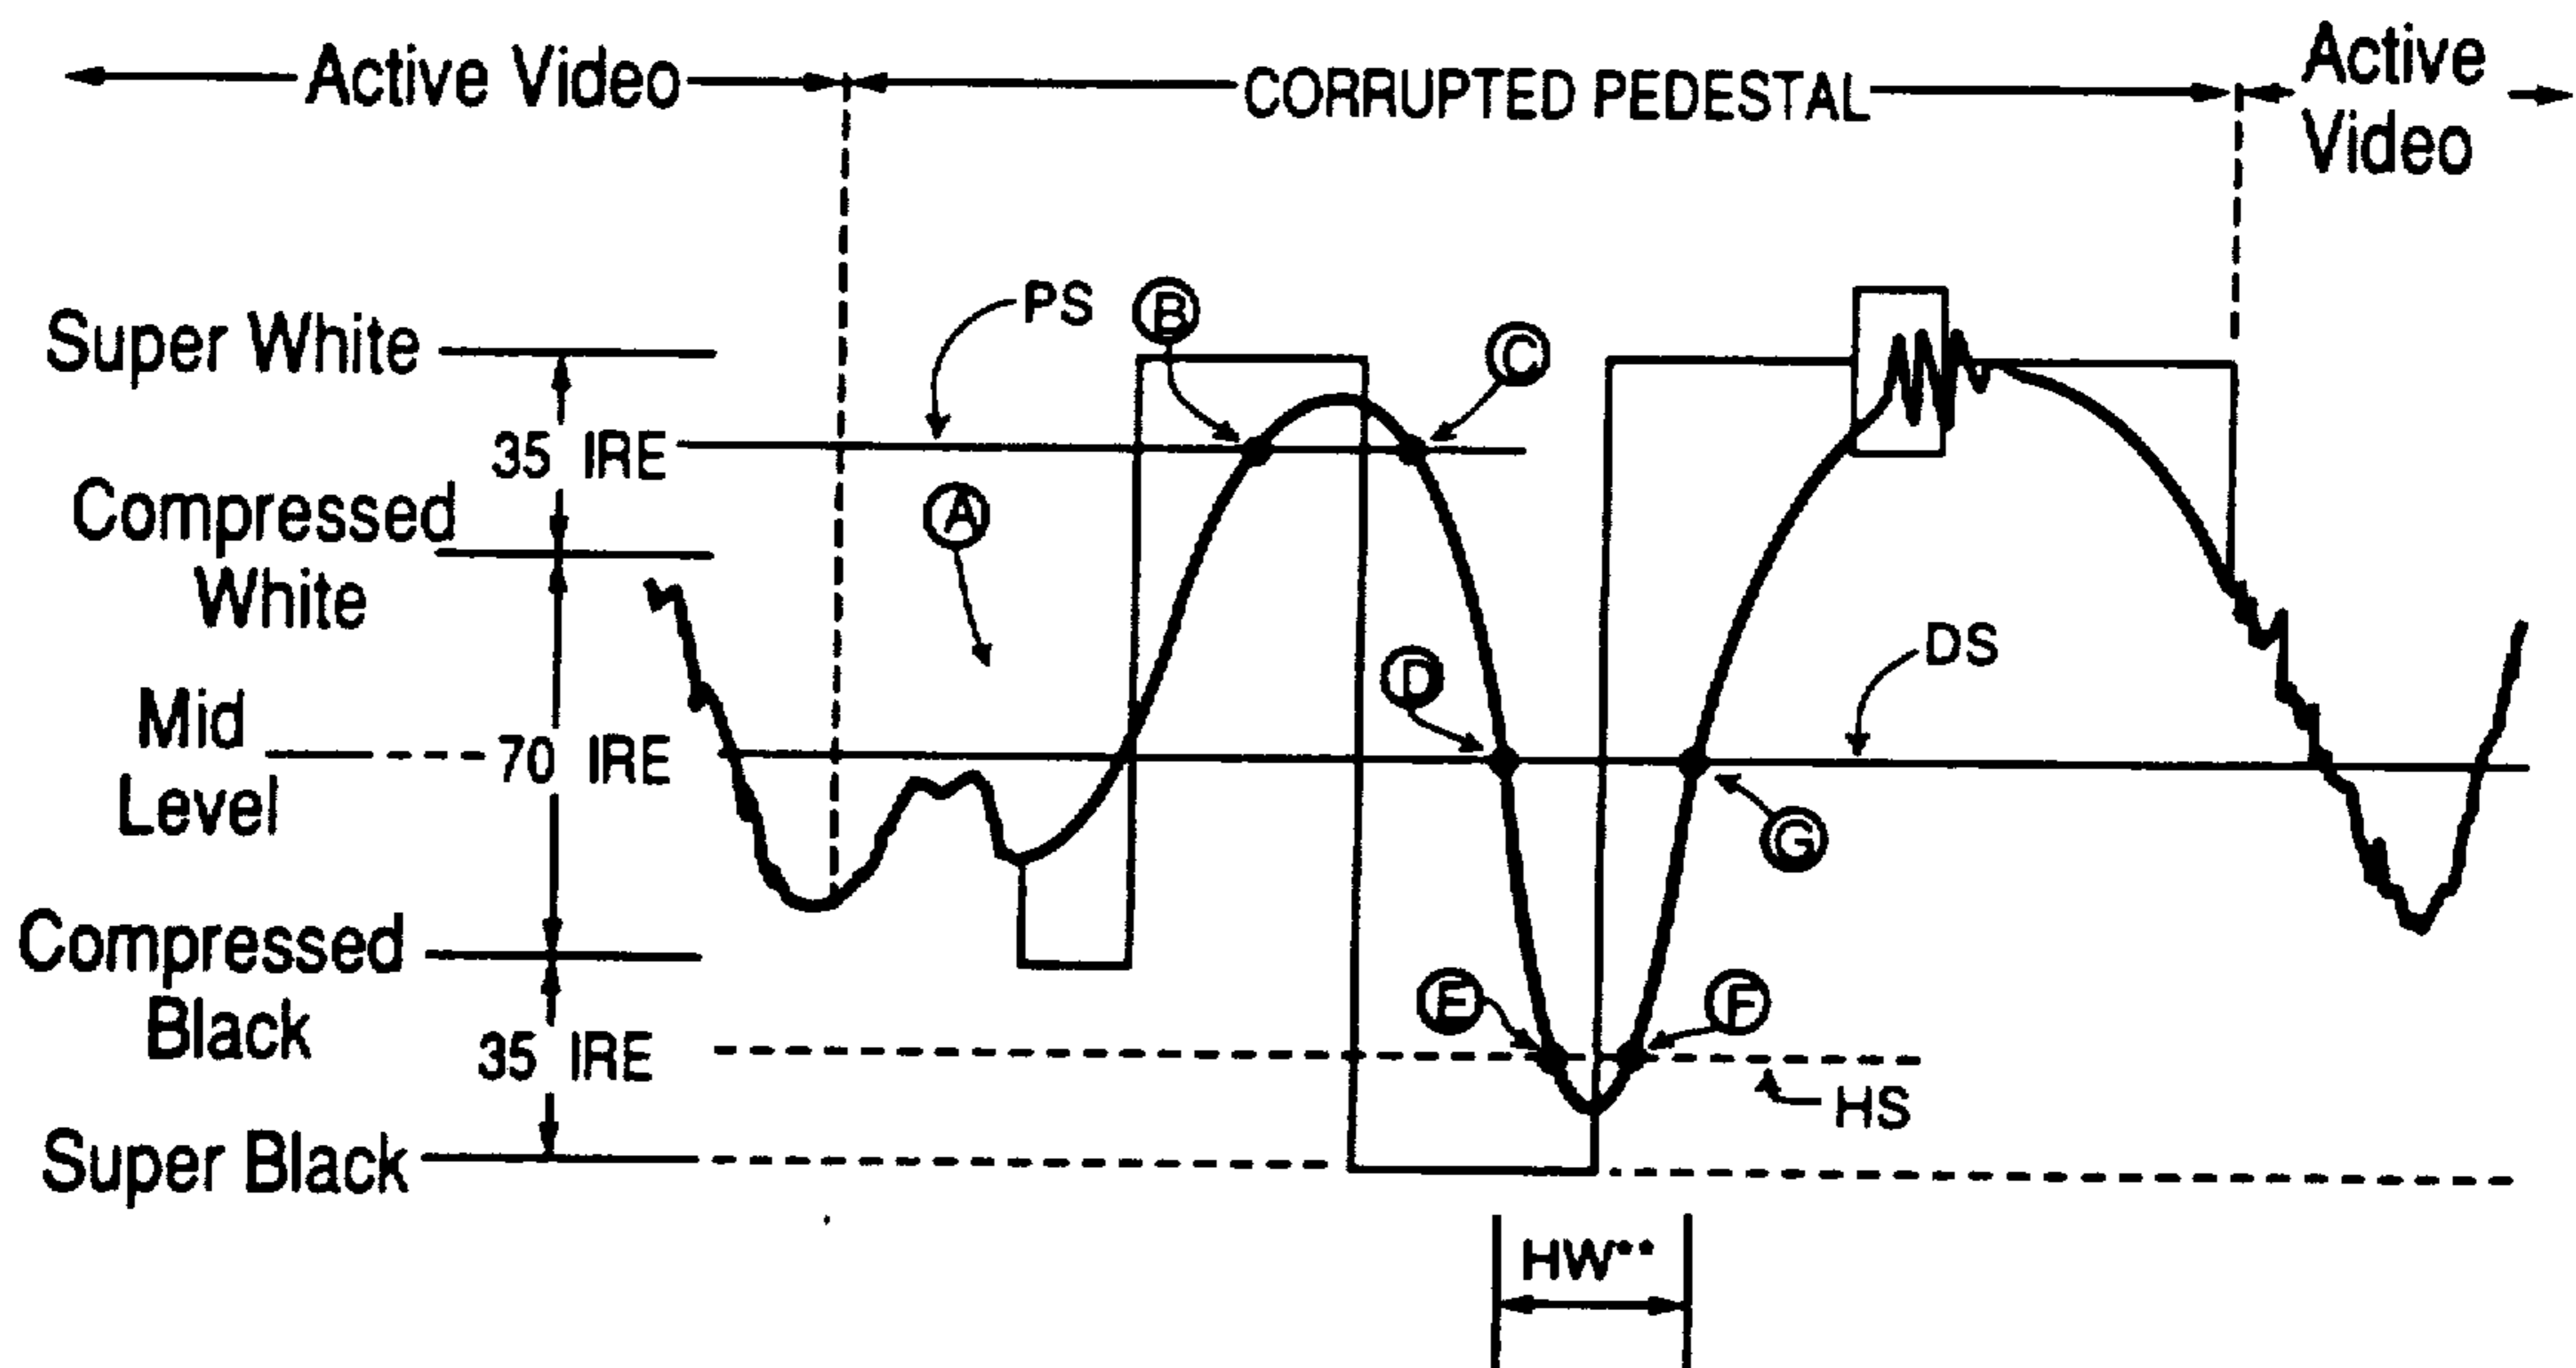 Active Video
CORRUPTED PEDESTAL
Active
Video
PS
B
C
Super White
35 IRE
A
Compressed
White
D
DS
Mid
Level
70 IRE
G
Compressed
Black
E
F
35 IRE
HS
Super Black
HW**